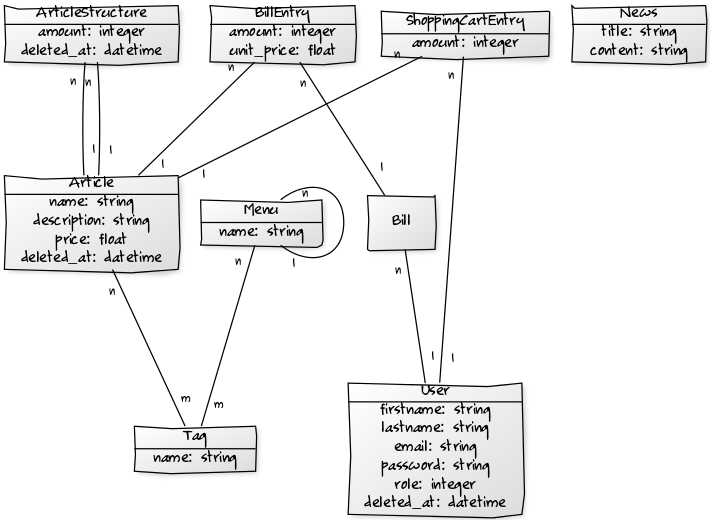 ArticleStructure
amount: integer
deleted_at: datetime
BillEntry
amount: integer
unit_price: float
ShoppingCartEntry
amount: integer
News
title: string
content: string
n
n
n
n
n
n
1
1
1
1
1
Article
name: string
description: string
price: float
deleted_at: datetime
Menu
name: string
n
1
Bill
n
n
n
m
m
1
1
Tag
name: string
User
firstname: string
lastname: string
email: string
password: string
role: integer
deleted_at: datetime